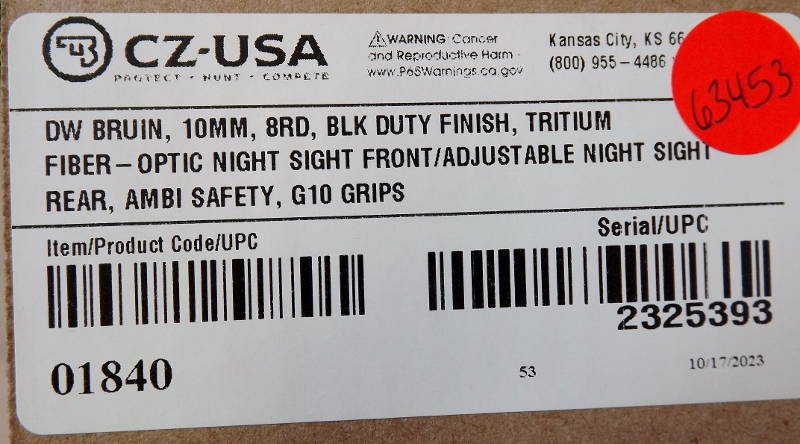 CZ-USA
PROTECT · HUNT · COMPETE
WARNING: Cancer
and Reproductive Harm -
www.P65Warnings.ca.gov
Kansas City, KS 66
(800) 955-4486
63453
DW BRUIN, 10MM, 8RD, BLK DUTY FINISH, TRITIUM
FIBER-OPTIC NIGHT SIGHT FRONT/ADJUSTABLE NIGHT SIGHT
REAR, AMBI SAFETY, G10 GRIPS
Item/Product Code/UPC
Serial/UPC
2325393
01840
53
10/17/2023